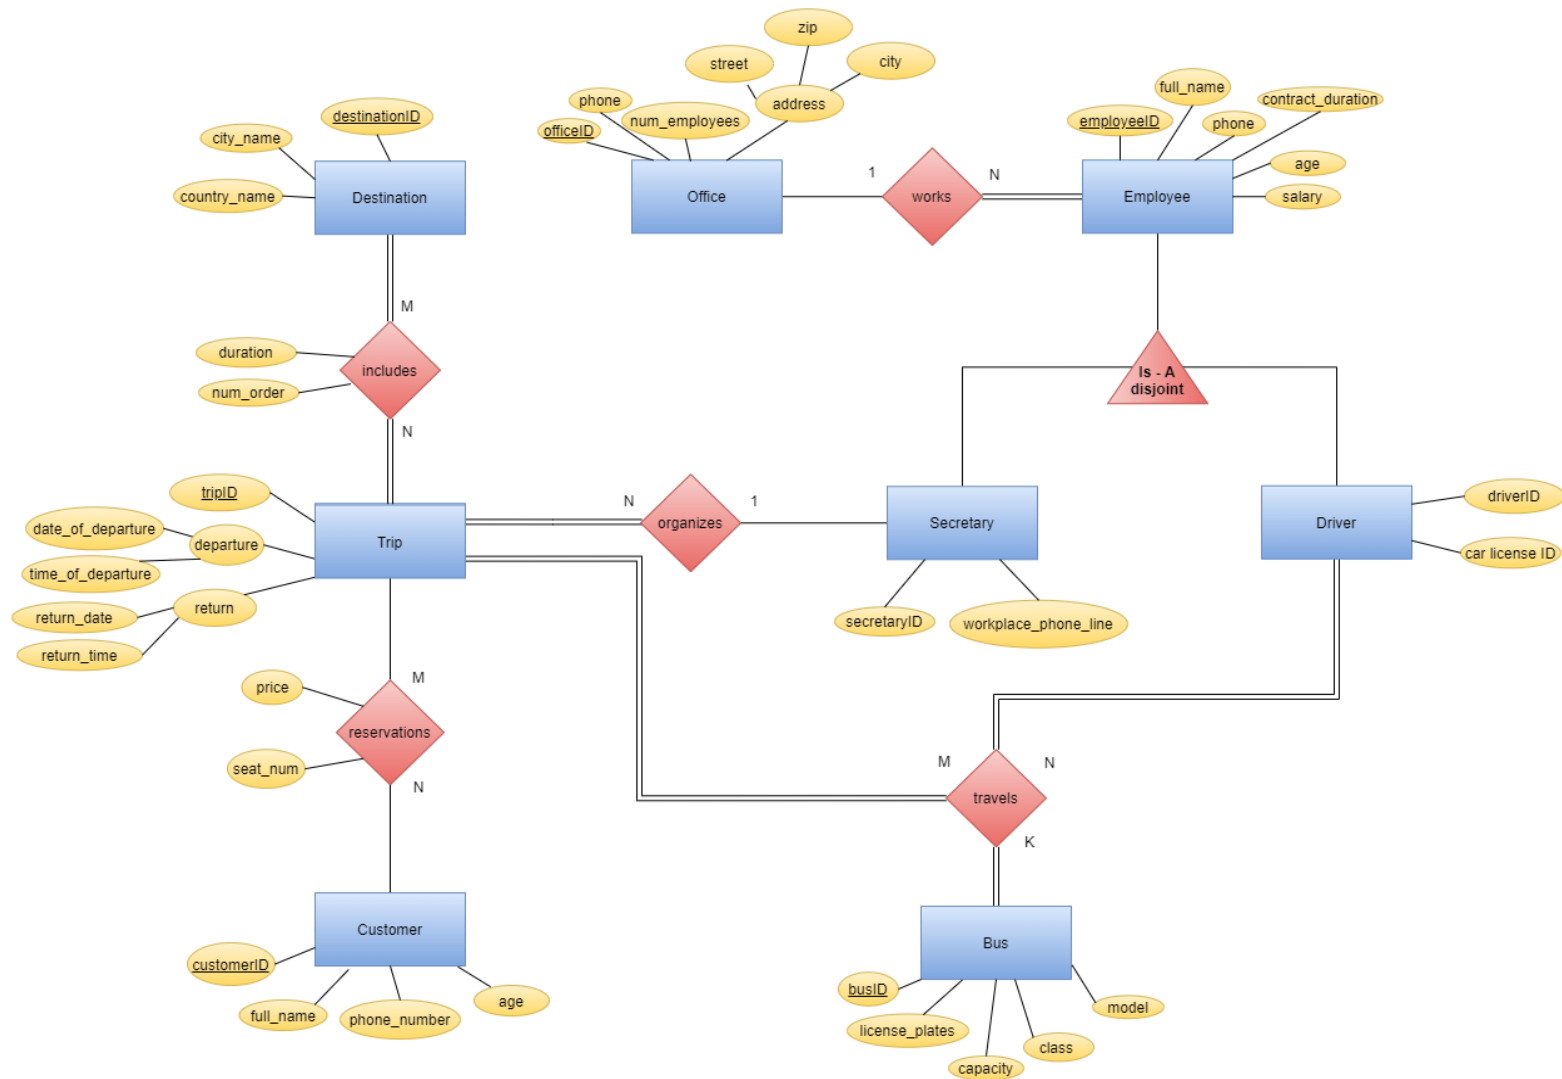 zip
street
city
phone
address
officeID
num_employees
Office
full_name
contract_duration
employeeID
phone
age
salary
Employee
destinationID
city_name
country_name
Destination
1
works
N
M
duration
num_order
includes
N
Is - A
disjoint
tripID
date_of_departure
departure
time_of_departure
return
return_date
return_time
Trip
N
organizes
1
Secretary
secretaryID
workplace_phone_line
Driver
driverID
car license ID
M
price
reservations
seat_num
N
M
N
travels
K
Customer
customerID
full_name
phone_number
age
Bus
busID
license_plates
capacity
class
model